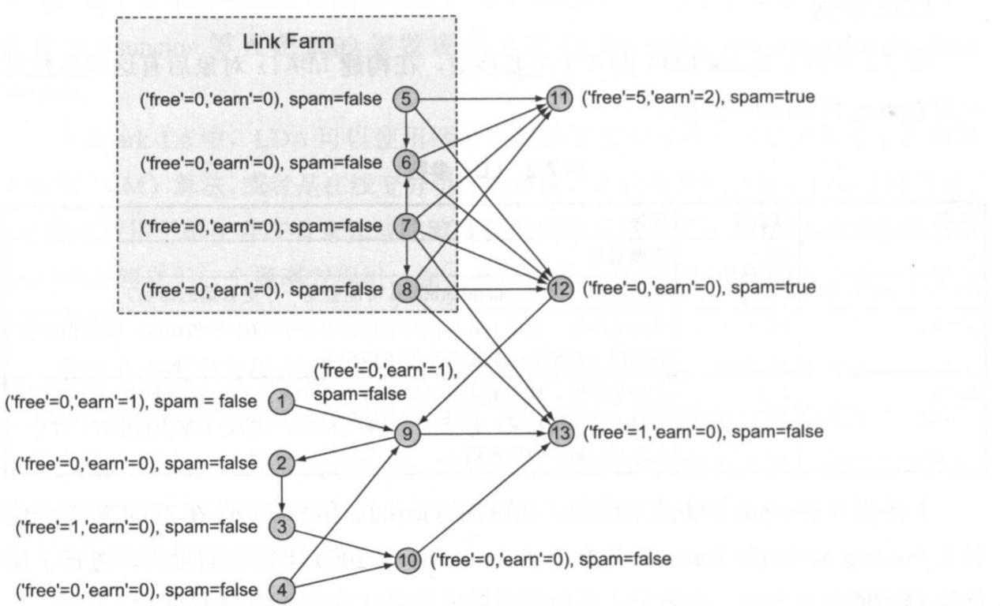 Link Farm
('free'=0,'earn'=0), spam=false 5
11 ('free'=5,'earn'=2), spam=true
('free'=0,'earn'=0), spam=false 6
('free'=0,'earn'=0), spam=false 7
('free'=0,'earn'=0), spam=false 8
12 ('free'=0,'earn'=0), spam=true
('free'=0,'earn'=1),
spam=false
('free'=0,'earn'=1), spam = false 1
9
13 ('free'=1,'earn'=0), spam=false
('free'=0,'earn'=0), spam=false 2
('free'=1,'earn'=0), spam=false 3
10 ('free'=0,'earn'=0), spam=false
('free'=0,'earn'=0), spam=false 4